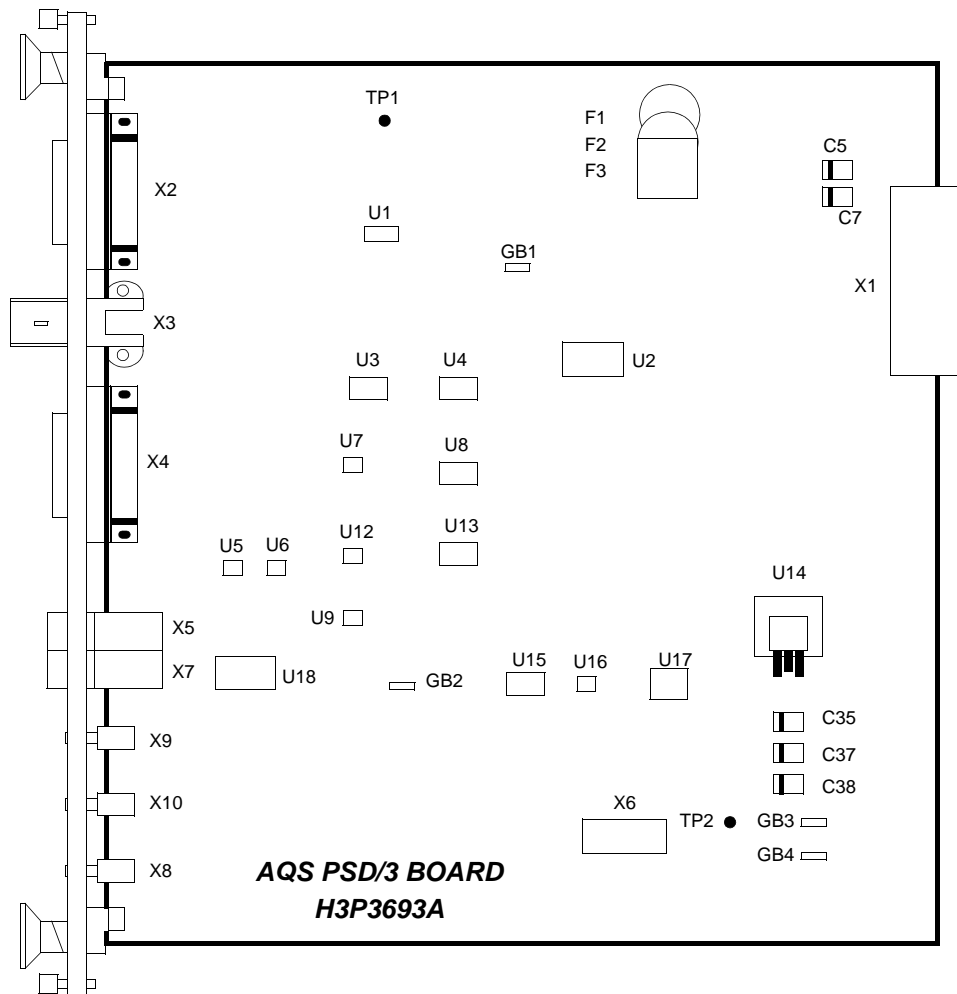 TP1
F1
F2
F3
C5
C7
X2
U1
GB1
X1
X3
U3
U4
U2
U7
U8
X4
U12
U13
U5
U6
U14
U9
X5
X7
U18
GB2
U15
U16
U17
C35
X9
C37
C38
X10
X6
TP2
GB3
GB4
X8
AQS PSD/3 BOARD
H3P3693A